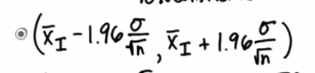 (x̄_I - 1.96 σ/√n, x̄_I + 1.96 σ/√n)